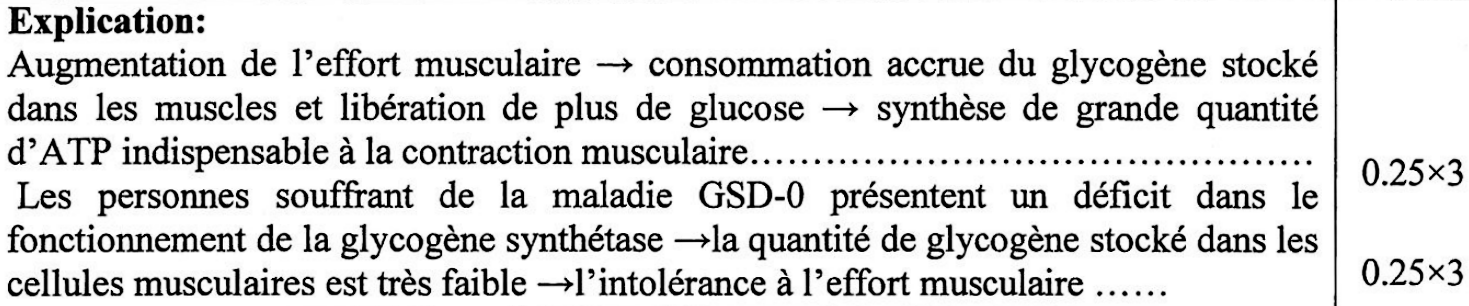 Explication:
Augmentation de l'effort musculaire → consommation accrue du glycogène stocké
dans les muscles et libération de plus de glucose → synthèse de grande quantité
d'ATP indispensable à la contraction musculaire............................................... 0.25×3
Les personnes souffrant de la maladie GSD-0 présentent un déficit dans le
fonctionnement de la glycogène synthétase →la quantité de glycogène stocké dans les
cellules musculaires est très faible →l'intolérance à l'effort musculaire ...... 0.25×3